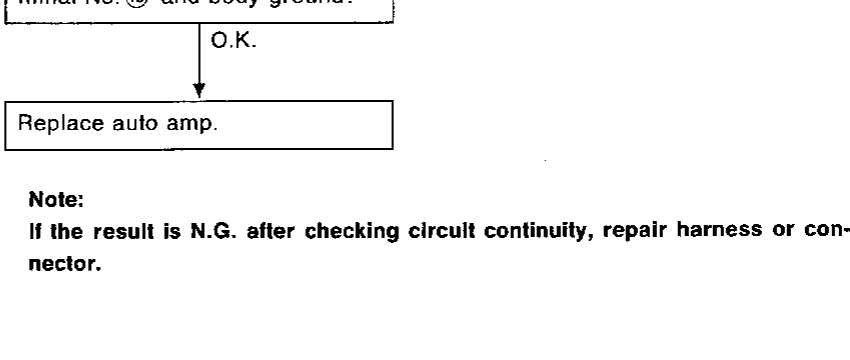 No. and body ground.
O.K.
Replace auto amp.
Note:
If the result is N.G. after checking circuit continuity, repair harness or con-
nector.